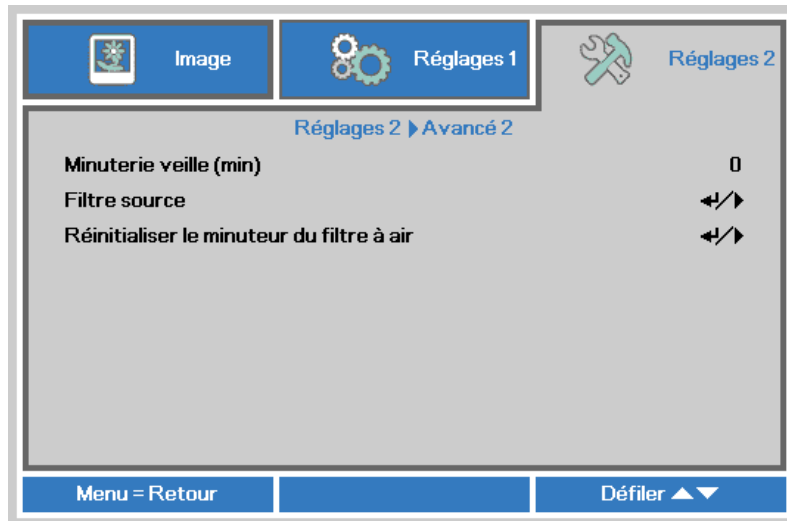 Image
Réglages 1
Réglages 2
Réglages 2 ▶ Avancé 2
Minuterie veille (min) 0
Filtre source ↵/▶
Réinitialiser le minuteur du filtre à air ↵/▶
Menu = Retour
Défiler ▲▼